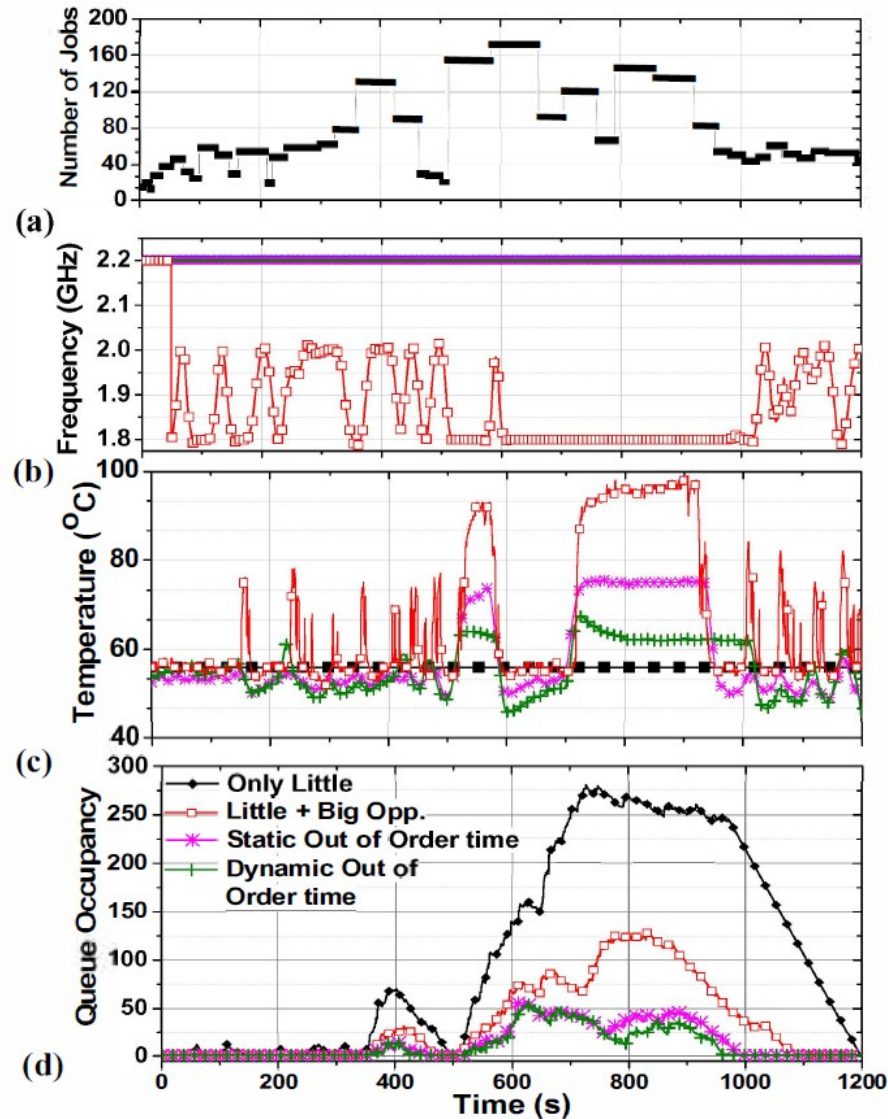 200
160
120
80
40
0
Number of Jobs
(a)
2.2
2.1
2.0
1.9
1.8
Frequency (GHz)
(b)
100
80
60
40
Temperature (°C)
(c)
300
250
200
150
100
50
0
Queue Occupancy
Only Little
Little + Big Opp.
Static Out of Order time
Dynamic Out of
Order time
(d)
0 200 400 600 800 1000 1200
Time (s)